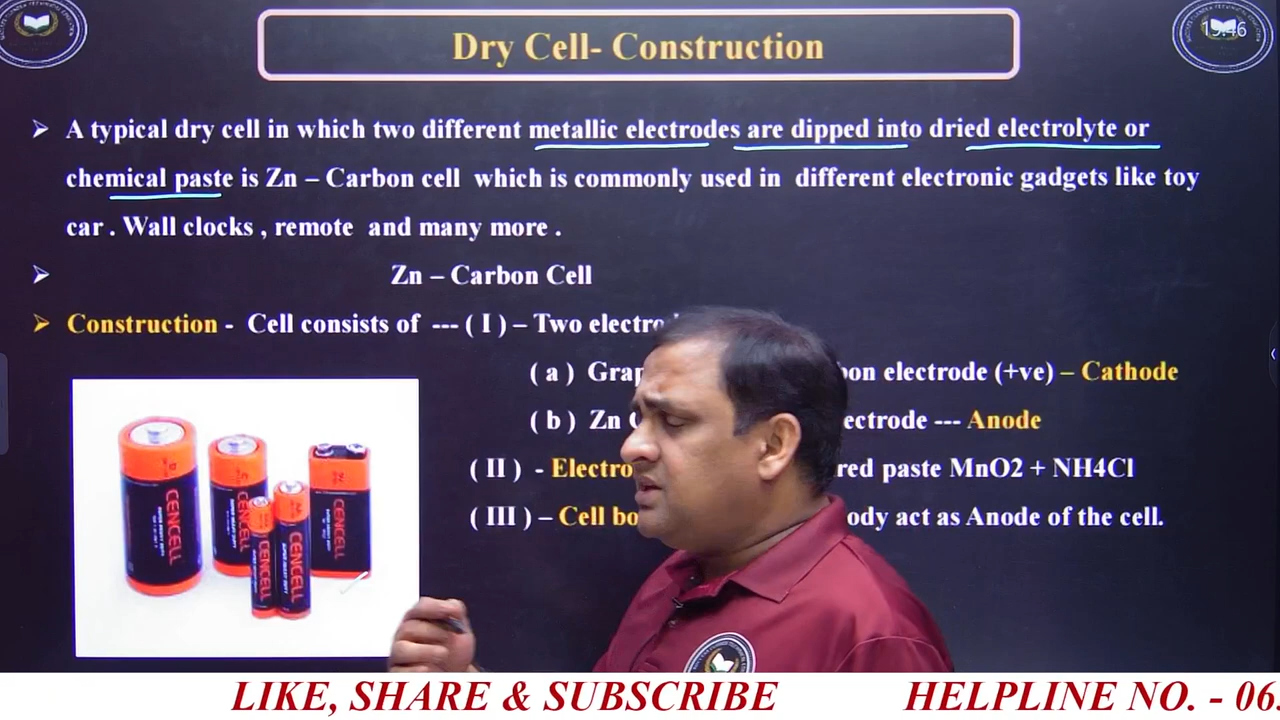 Dry Cell- Construction
19:46
➢ A typical dry cell in which two different metallic electrodes are dipped into dried electrolyte or
chemical paste is Zn – Carbon cell which is commonly used in different electronic gadgets like toy
car . Wall clocks , remote and many more .
➢ Zn – Carbon Cell
➢ Construction - Cell consists of --- ( I ) – Two electro
( a ) Grap on electrode (+ve) – Cathode
( b ) Zn ectrode --- Anode
( II ) - Electro red paste MnO2 + NH4Cl
( III ) – Cell bo ody act as Anode of the cell.
CENCELL
CENCELL
CENCELL
CENCELL
CENCELL
LIKE, SHARE & SUBSCRIBE HELPLINE NO. - 06